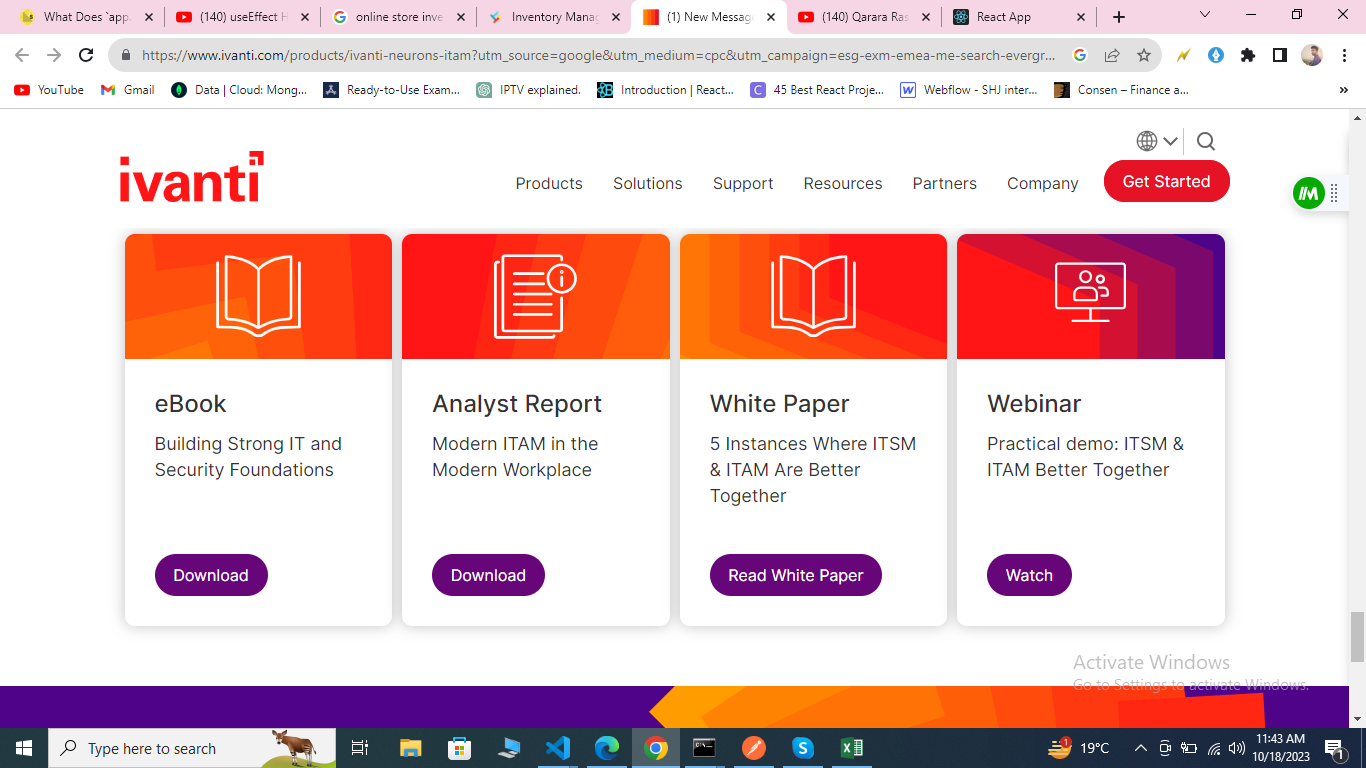 What Does `app.
(140) useEffect H
online store inve
Inventory Manag
(1) New Messag
(140) Qarara Ras
React App
https://www.ivanti.com/products/ivanti-neurons-itam?utm_source=google&utm_medium=cpc&utm_campaign=esg-exm-emea-me-search-evergr...
YouTube
Gmail
Data | Cloud: Mong...
Ready-to-Use Exam...
IPTV explained.
Introduction | React...
45 Best React Proje...
Webflow - SHJ inter...
Consen – Finance a...
ivanti
Products
Solutions
Support
Resources
Partners
Company
Get Started
eBook
Building Strong IT and
Security Foundations
Download
Analyst Report
Modern ITAM in the
Modern Workplace
Download
White Paper
5 Instances Where ITSM
& ITAM Are Better
Together
Read White Paper
Webinar
Practical demo: ITSM &
ITAM Better Together
Watch
Activate Windows
Go to Settings to activate Windows.
Type here to search
1
19°C
11:43 AM
10/18/2023
1